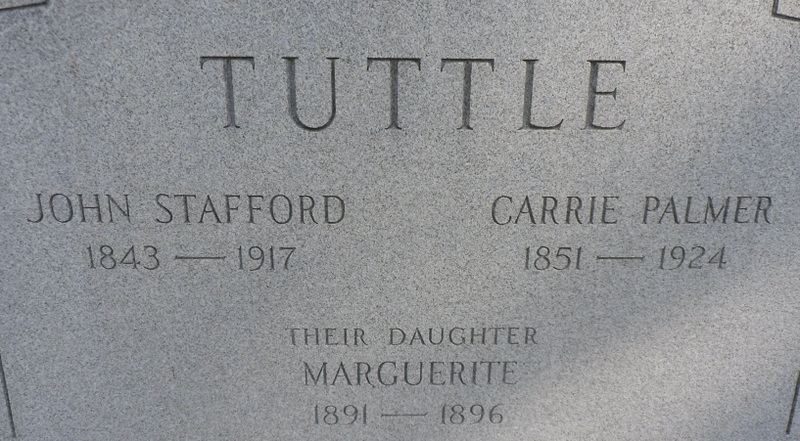 TUTTLE
JOHN STAFFORD
1843 — 1917
CARRIE PALMER
1851 — 1924
THEIR DAUGHTER
MARGUERITE
1891 — 1896